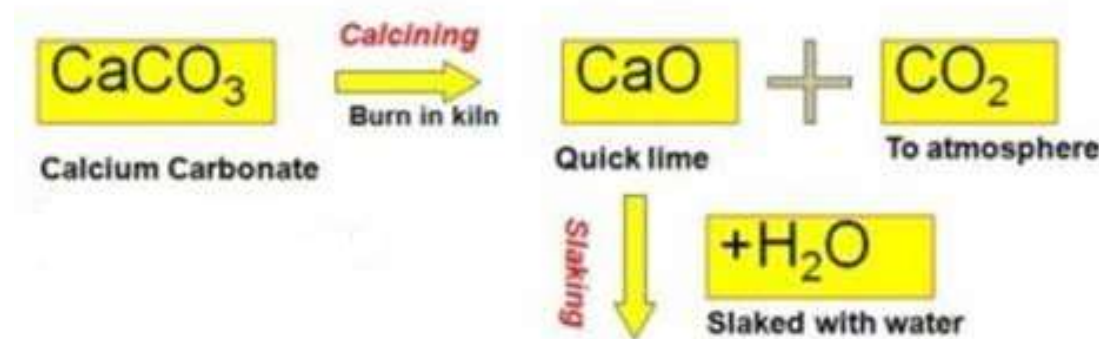 Calcining
CaCO₃
CaO
CO₂
Burn in kiln
Calcium Carbonate
Quick lime
To atmosphere
Slaking
+H₂O
Slaked with water